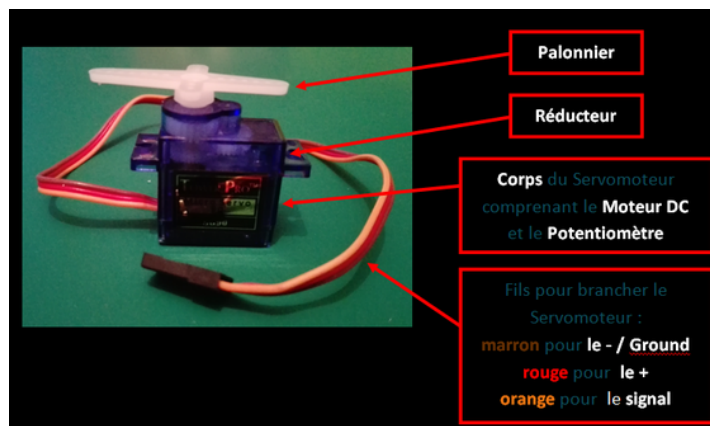 Palonnier
Réducteur
Corps du Servomoteur
comprenant le Moteur DC
et le Potentiomètre
Fils pour brancher le
Servomoteur :
marron pour le - / Ground
rouge pour le +
orange pour le signal